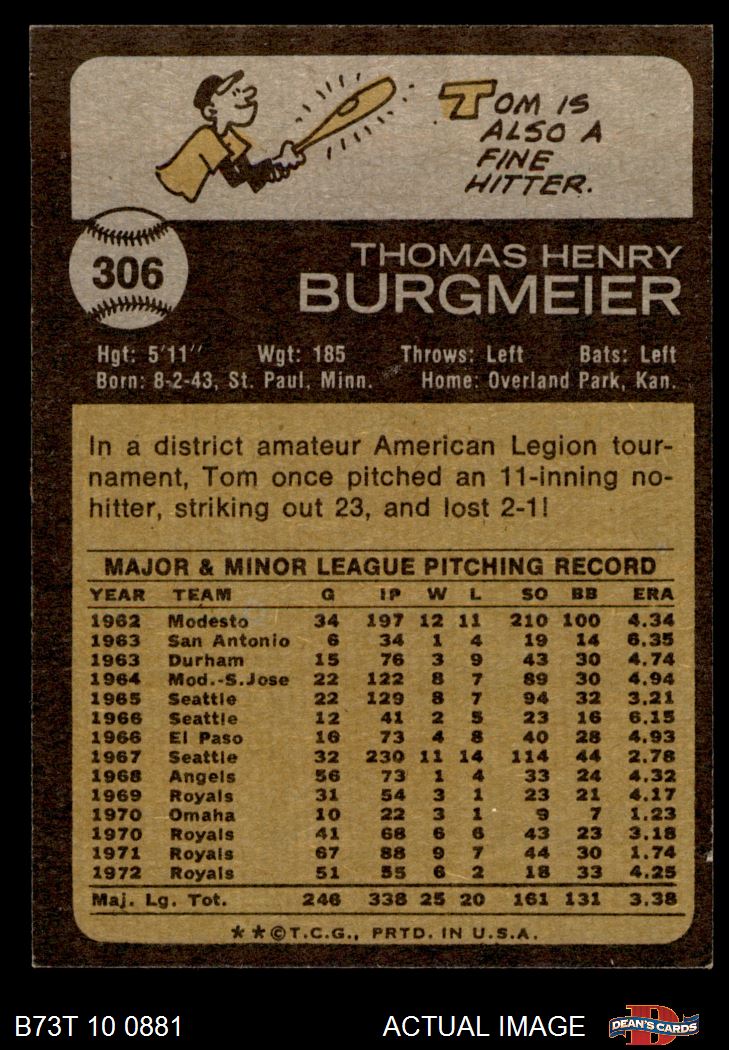 TOM IS
ALSO A
FINE
HITTER.
306
THOMAS HENRY
BURGMEIER
Hgt: 5'11'' Wgt: 185 Throws: Left Bats: Left
Born: 8-2-43, St. Paul, Minn. Home: Overland Park, Kan.
In a district amateur American Legion tour-
nament, Tom once pitched an 11-inning no-
hitter, striking out 23, and lost 2-1!
MAJOR & MINOR LEAGUE PITCHING RECORD
YEAR TEAM G IP W L SO BB ERA
1962 Modesto 34 197 12 11 210 100 4.34
1963 San Antonio 6 34 1 4 19 14 6.35
1963 Durham 15 76 3 9 43 30 4.74
1964 Mod.-S.Jose 22 122 8 7 89 30 4.94
1965 Seattle 22 129 8 7 94 32 3.21
1966 Seattle 12 41 2 5 23 16 6.15
1966 El Paso 16 73 4 8 40 28 4.93
1967 Seattle 32 230 11 14 114 44 2.78
1968 Angels 56 73 1 4 33 24 4.32
1969 Royals 31 54 3 1 23 21 4.17
1970 Omaha 10 22 3 1 9 7 1.23
1970 Royals 41 68 6 6 43 23 3.18
1971 Royals 67 88 9 7 44 30 1.74
1972 Royals 51 55 6 2 18 33 4.25
Maj. Lg. Tot. 246 338 25 20 161 131 3.38
**©T.C.G., PRTD. IN U.S.A.
B73T 10 0881 ACTUAL IMAGE DEAN'S CARDS